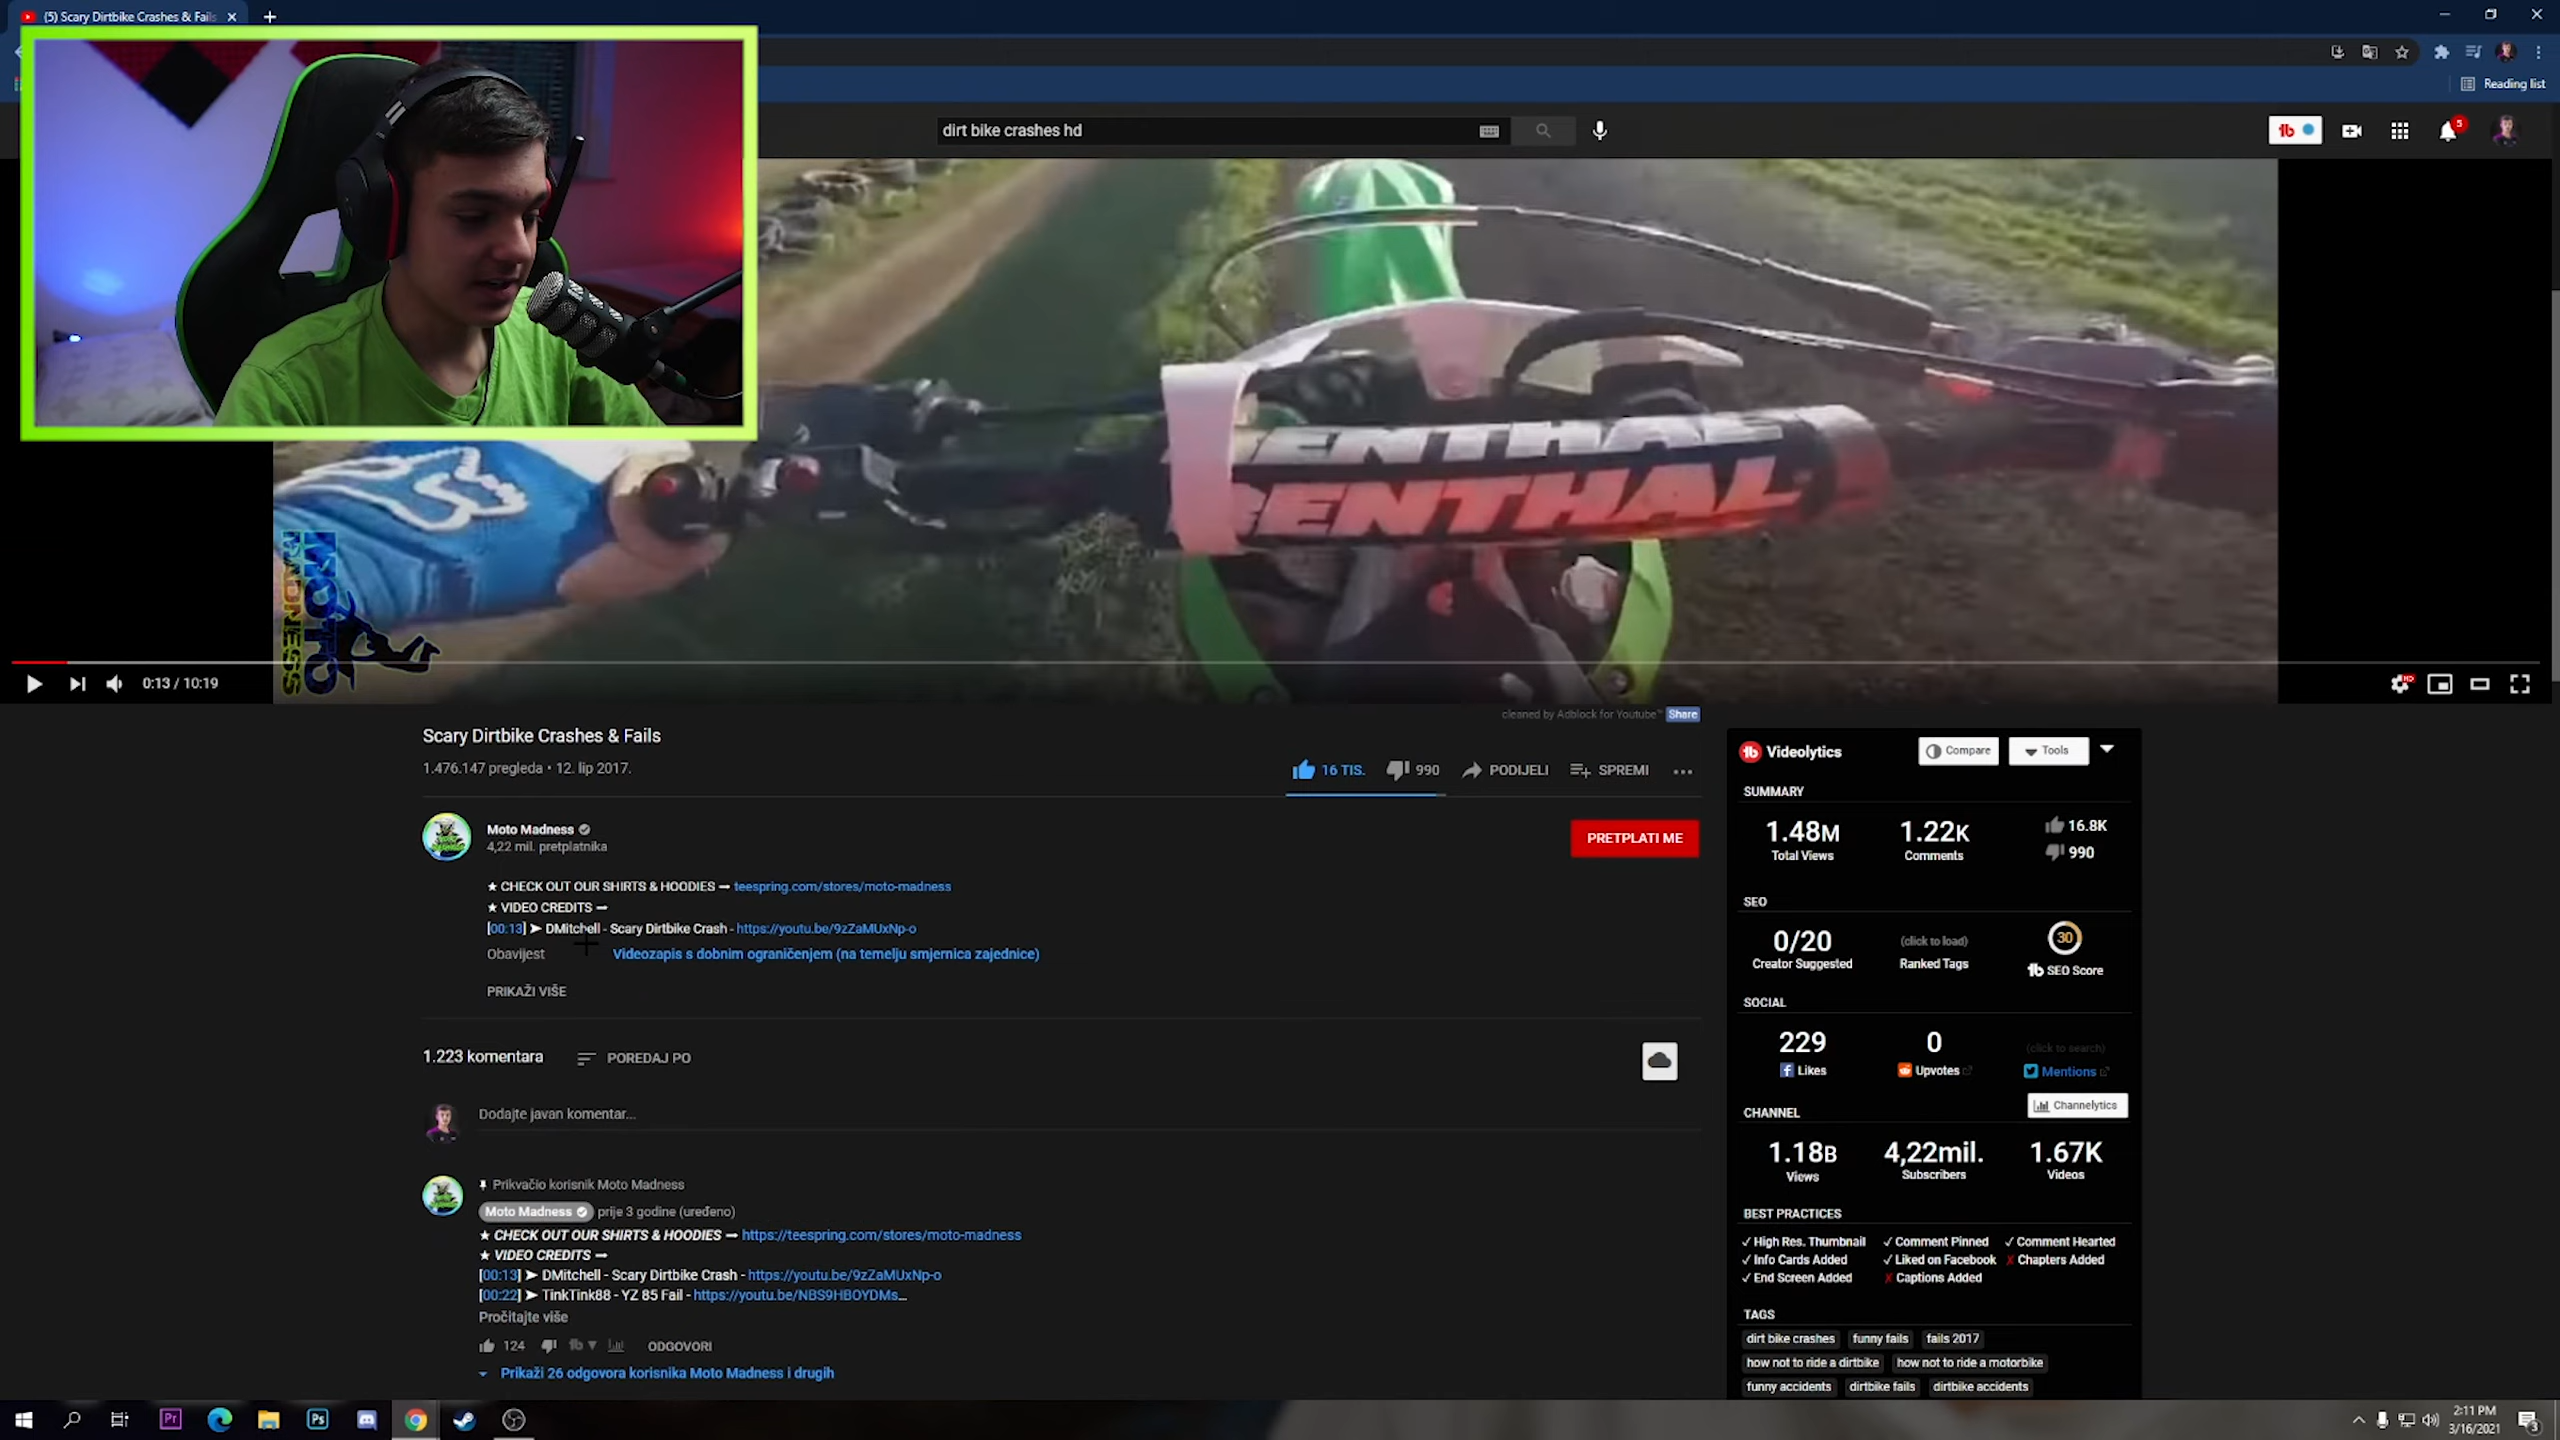 (5) Scary Dirtbike Crashes & Fails
Reading list
dirt bike crashes hd
5
RENTHAL
RENTHAL
MOTO
MADNESS
0:13 / 10:19
HD
cleaned by Adblock for Youtube™ Share
Scary Dirtbike Crashes & Fails
1.476.147 pregleda • 12. lip 2017.
16 TIS. 990 PODIJELI SPREMI
Moto Madness
4,22 mil. pretplatnika
PRETPLATI ME
★ CHECK OUT OUR SHIRTS & HOODIES ➡ teespring.com/stores/moto-madness
★ VIDEO CREDITS ➡
[00:13] ➤ DMitchell - Scary Dirtbike Crash - https://youtu.be/9zZaMUxNp-o
Obavijest Videozapis s dobnim ograničenjem (na temelju smjernica zajednice)
PRIKAŽI VIŠE
1.223 komentara POREDAJ PO
Dodajte javan komentar...
Prikvačio korisnik Moto Madness
Moto Madness prije 3 godine (uređeno)
★ CHECK OUT OUR SHIRTS & HOODIES ➡ https://teespring.com/stores/moto-madness
★ VIDEO CREDITS ➡
[00:13] ➤ DMitchell - Scary Dirtbike Crash - https://youtu.be/9zZaMUxNp-o
[00:22] ➤ TinkTink88 - YZ 85 Fail - https://youtu.be/NBS9HBOYDMs...
Pročitajte više
124 ODGOVORI
Prikaži 26 odgovora korisnika Moto Madness i drugih
Videolytics Compare Tools
SUMMARY
1.48M 1.22K 16.8K
Total Views Comments 990
SEO
0/20 (click to load) 30
Creator Suggested Ranked Tags SEO Score
SOCIAL
229 0 (click to search)
Likes Upvotes Mentions
CHANNEL Channelytics
1.18B 4,22mil. 1.67K
Views Subscribers Videos
BEST PRACTICES
✓ High Res. Thumbnail ✓ Comment Pinned ✓ Comment Hearted
✓ Info Cards Added ✓ Liked on Facebook ✗ Chapters Added
✓ End Screen Added ✗ Captions Added
TAGS
dirt bike crashes funny fails fails 2017
how not to ride a dirtbike how not to ride a motorbike
funny accidents dirtbike fails dirtbike accidents
Pr Ps
2:11 PM
3/16/2021
3